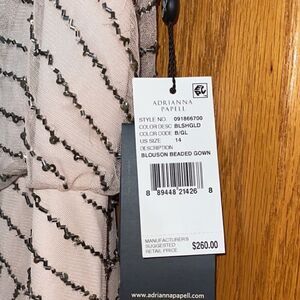 ADRIANNA
PAPELL
STYLE NO. 091866700
COLOR DESC BLSHGLD
COLOR CODE B/GL
US SIZE 14
DESCRIPTION
BLOUSON BEADED GOWN
8 89448 21426 8
MANUFACTURER'S
SUGGESTED
RETAIL PRICE
$260.00
www.adriannapapell.com